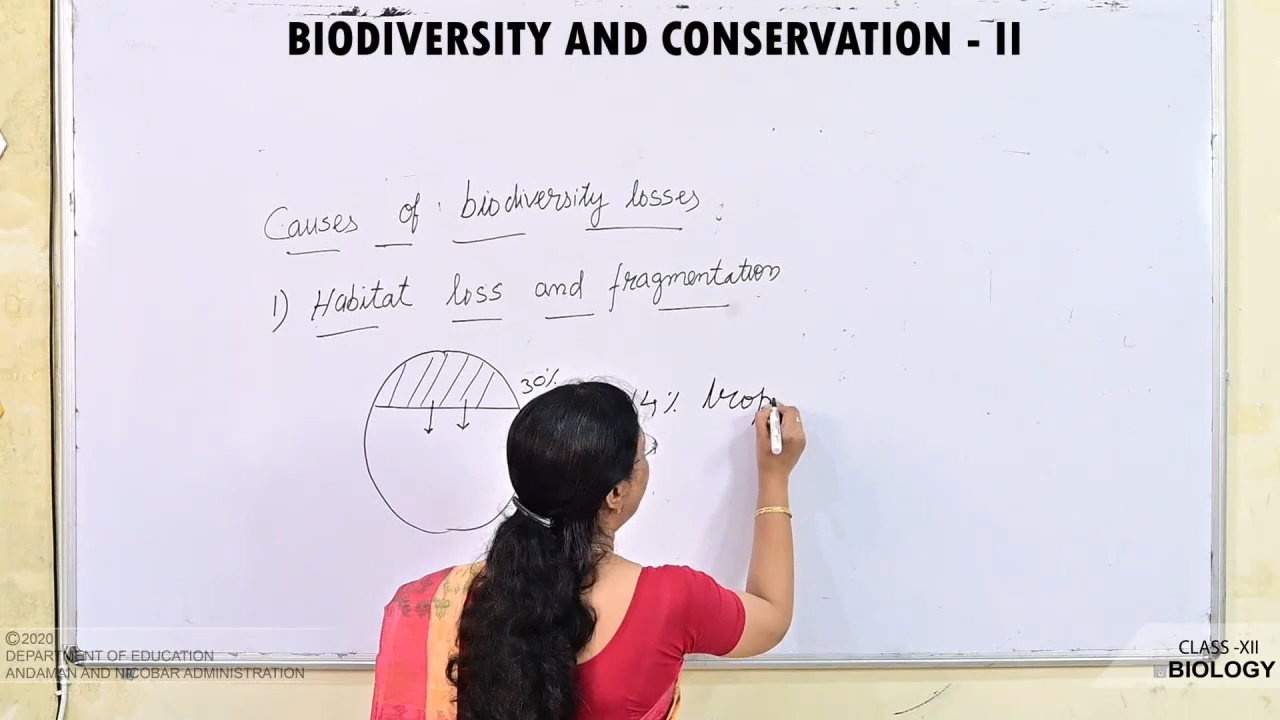 BIODIVERSITY AND CONSERVATION - II
Causes of biodiversity losses :
1) Habitat loss and fragmentation
30%
14% trop
©2020
DEPARTMENT OF EDUCATION
ANDAMAN AND NICOBAR ADMINISTRATION
CLASS -XII
BIOLOGY